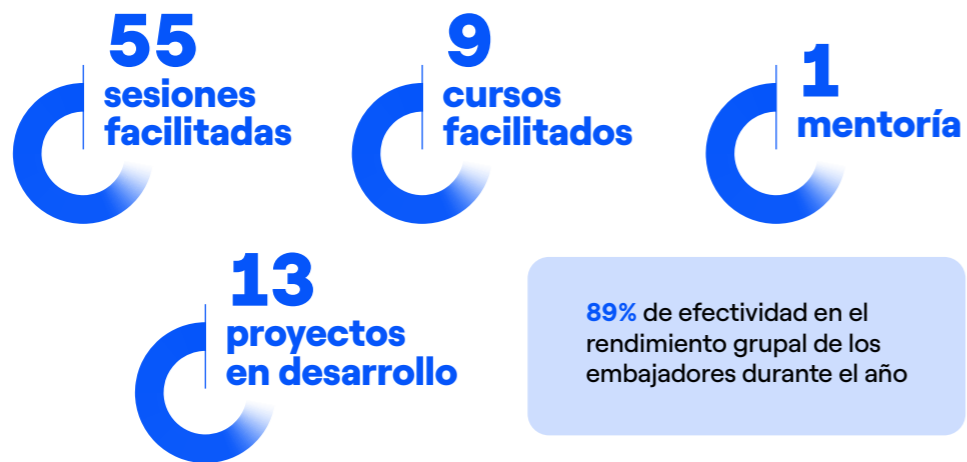 55
sesiones
facilitadas
9
cursos
facilitados
1
mentoría
13
proyectos
en desarrollo
89% de efectividad en el
rendimiento grupal de los
embajadores durante el año